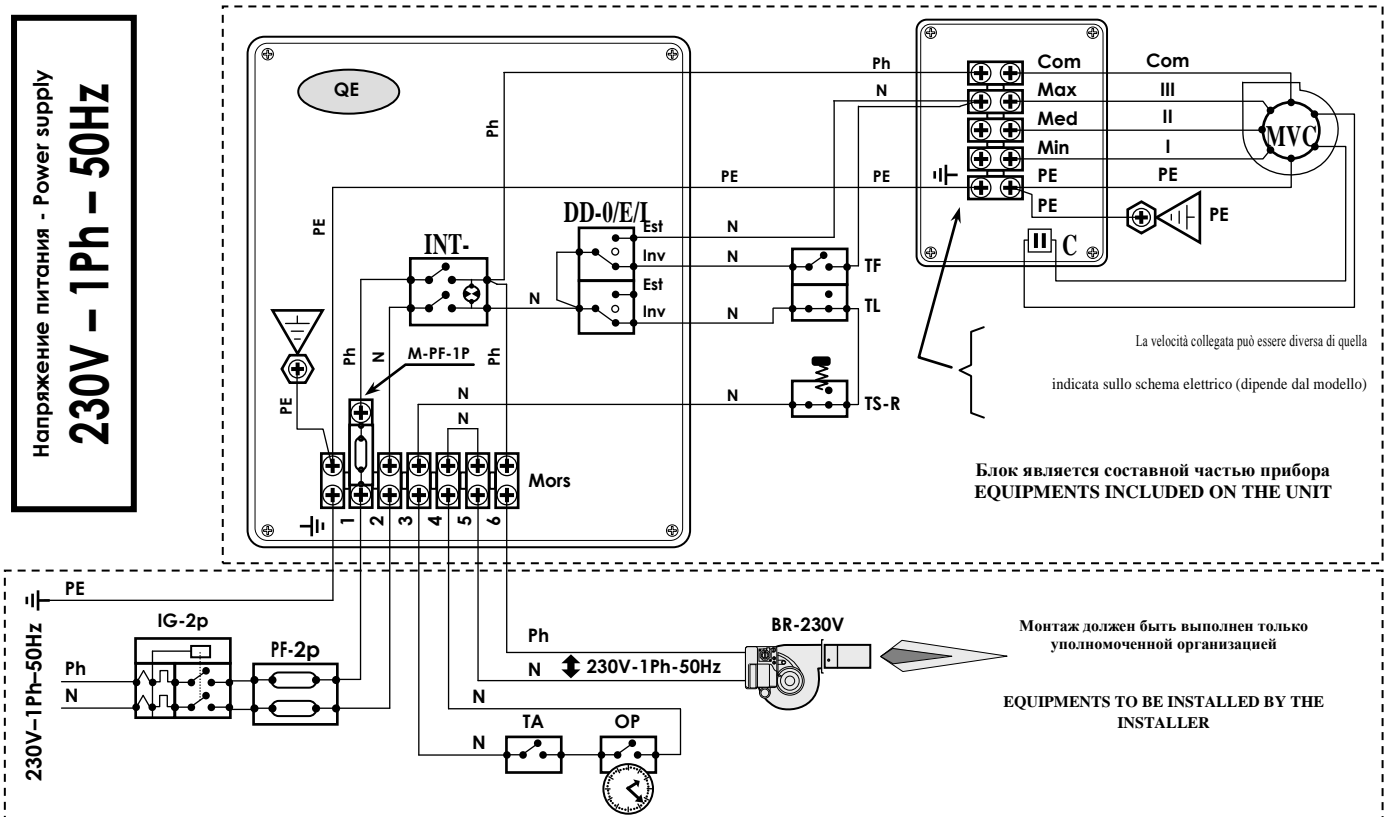 Напряжение питания - Power supply
230V – 1Ph – 50Hz
QE
Ph
N
Ph
Com
Max
Med
Min
PE
PE
Com
III
II
I
PE
MVC
PE
PE
PE
PE
C
DD-0/E/I
Est
Inv
Est
Inv
N
N
N
N
INT-
N
TF
TL
TS-R
Ph
N
M-PF-1P
Ph
PE
N
N
N
Mors
1
2
3
4
5
6
La velocità collegata può essere diversa di quella
indicata sullo schema elettrico (dipende dal modello)
Блок является составной частью прибора
EQUIPMENTS INCLUDED ON THE UNIT
230V–1Ph–50Hz
PE
Ph
N
IG-2p
PF-2p
Ph
N
230V-1Ph-50Hz
N
N
TA
OP
BR-230V
Монтаж должен быть выполнен только
уполномоченной организацией
EQUIPMENTS TO BE INSTALLED BY THE
INSTALLER